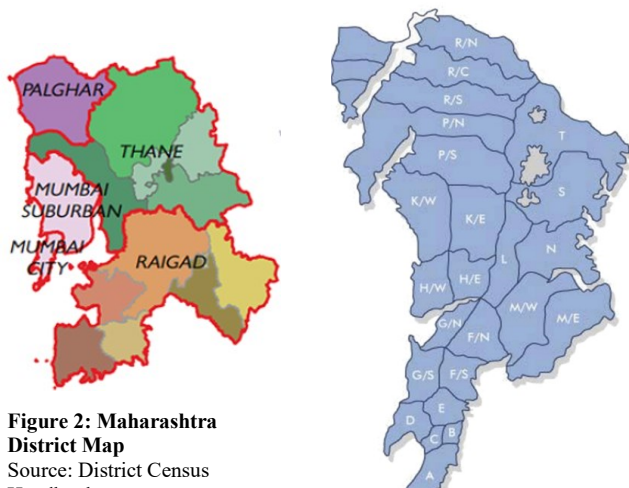 PALGHAR
THANE
MUMBAI
SUBURBAN
MUMBAI
CITY
RAIGAD
Figure 2: Maharashtra
District Map
Source: District Census
R/N
R/C
R/S
P/N
P/S
T
S
K/W
K/E
L
N
H/W
H/E
M/W
M/E
G/N
F/N
G/S
F/S
E
D
B
C
A